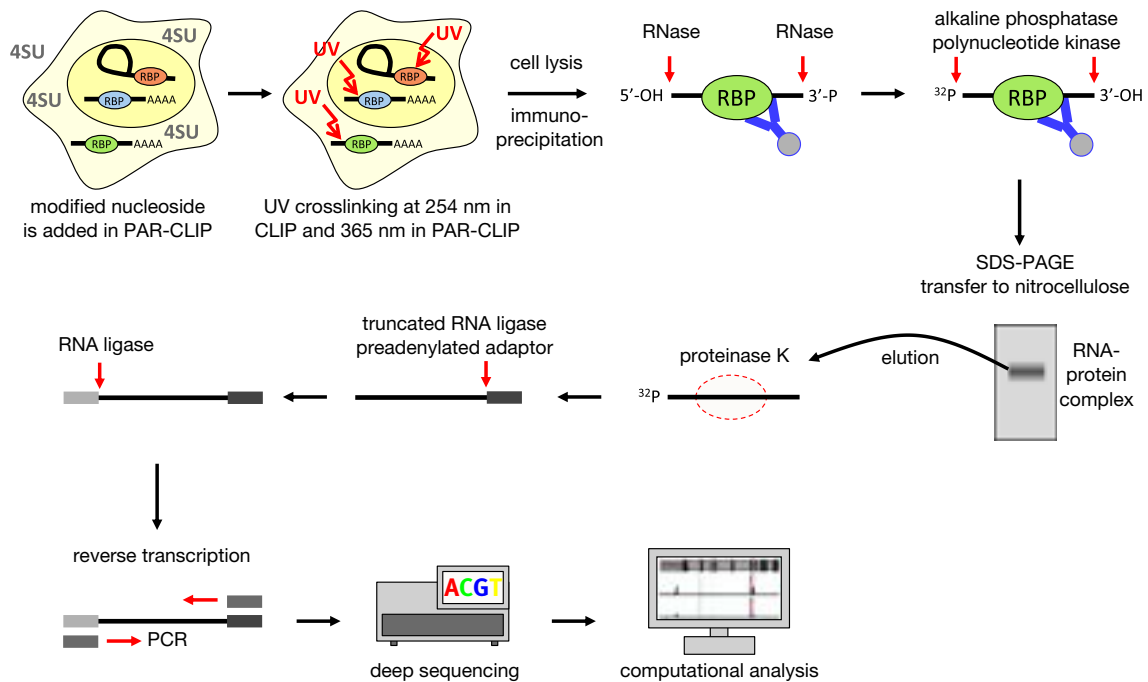 4SU
4SU
4SU
4SU
RBP
RBP
AAAA
RBP
AAAA
modified nucleoside
is added in PAR-CLIP
UV
UV
UV
RBP
RBP
AAAA
RBP
AAAA
UV crosslinking at 254 nm in
CLIP and 365 nm in PAR-CLIP
cell lysis
immuno-
precipitation
RNase
RNase
5’-OH
RBP
3’-P
alkaline phosphatase
polynucleotide kinase
32P
RBP
3’-OH
SDS-PAGE
transfer to nitrocellulose
RNA-
protein
complex
elution
proteinase K
32P
truncated RNA ligase
preadenylated adaptor
RNA ligase
reverse transcription
PCR
ACGT
deep sequencing
computational analysis